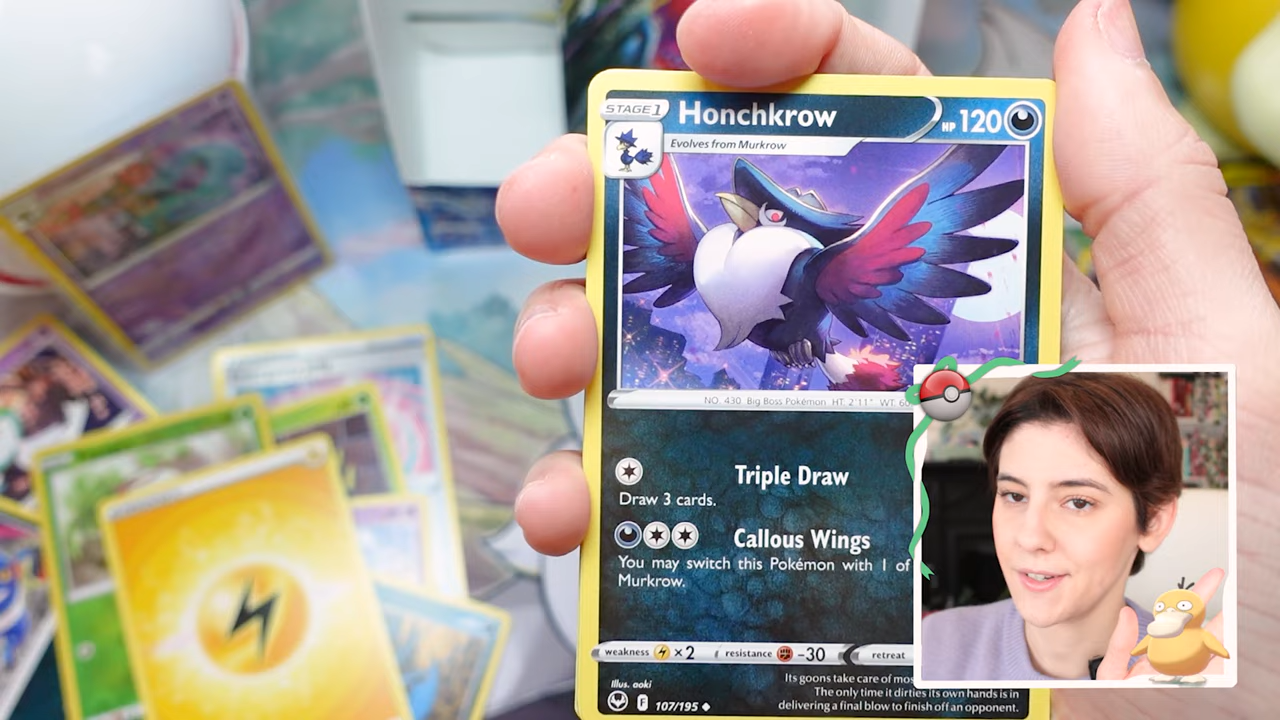 STAGE 1
Honchkrow
HP 120
Evolves from Murkrow
NO. 430 Big Boss Pokémon HT: 2'11" WT: 60
Triple Draw
Draw 3 cards.
Callous Wings
You may switch this Pokémon with 1 of
Murkrow.
weakness ×2 resistance -30 retreat
Illus. aoki
Its goons take care of mos
The only time it dirties its own hands is in
delivering a final blow to finish off an opponent.
F 107/195